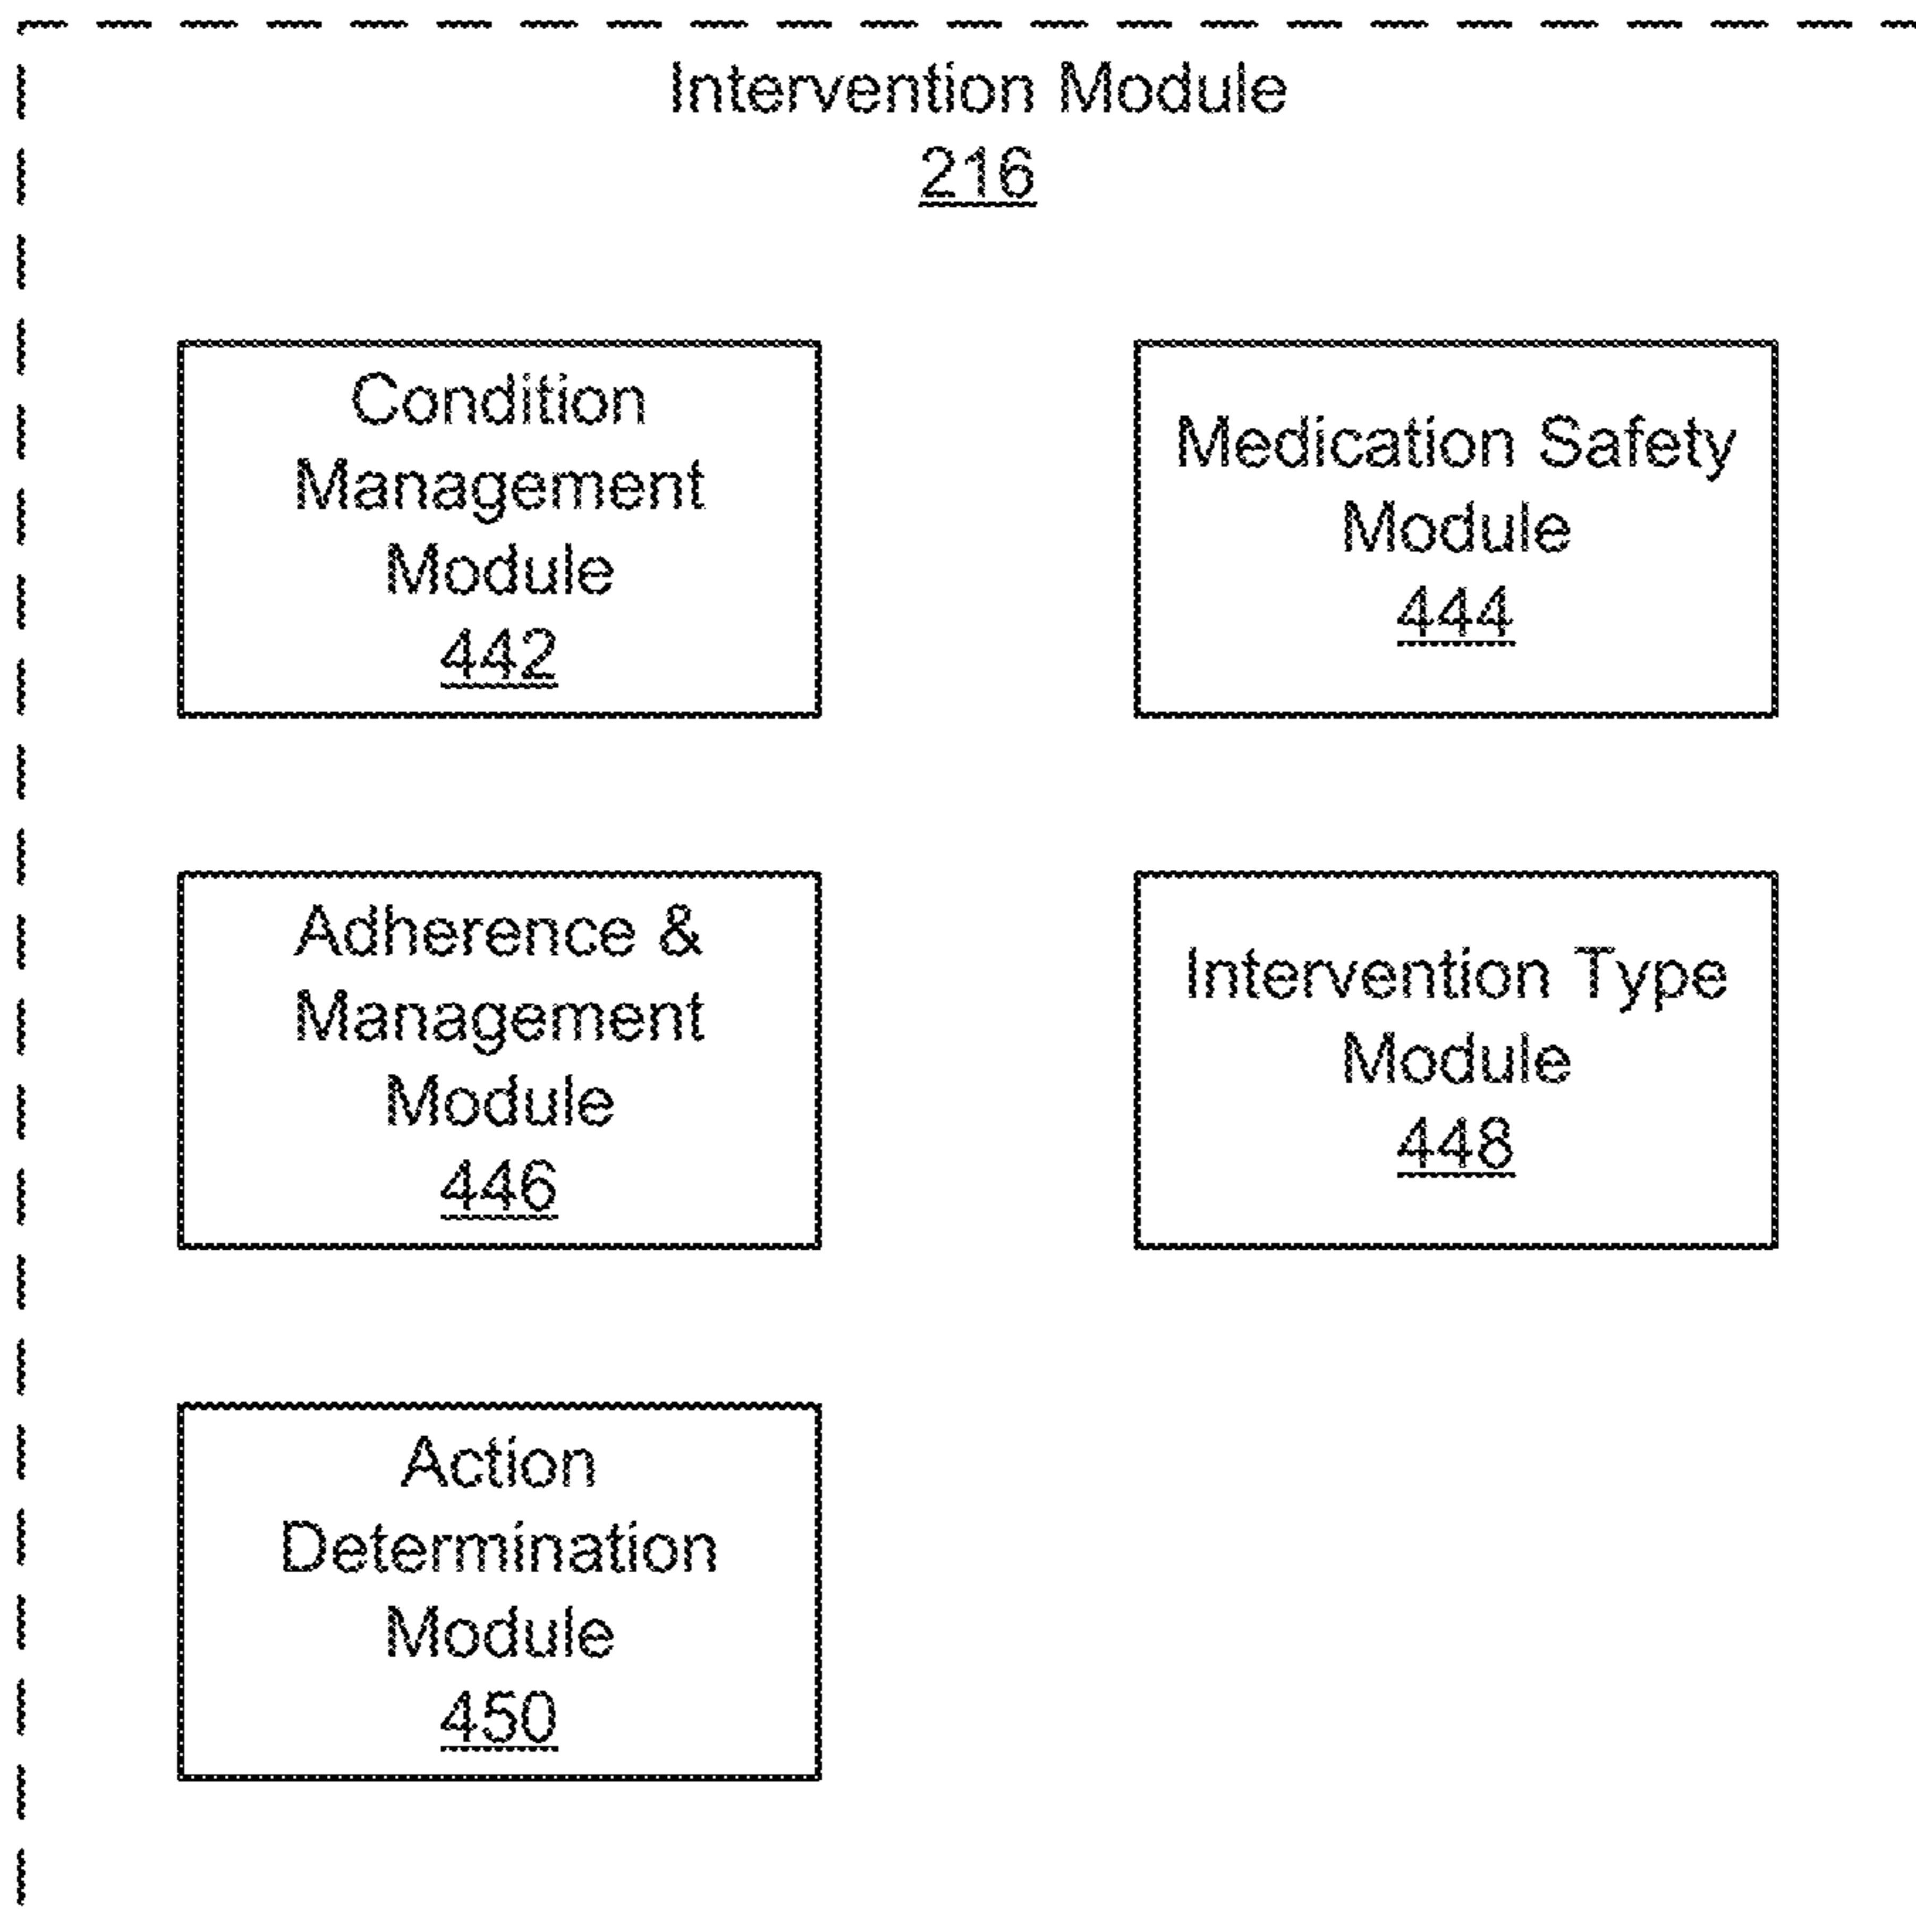 Intervention Module
216
Condition
Management
Module
442
Medication Safety
Module
444
Adherence &
Management
Module
446
Intervention Type
Module
448
Action
Determination
Module
450